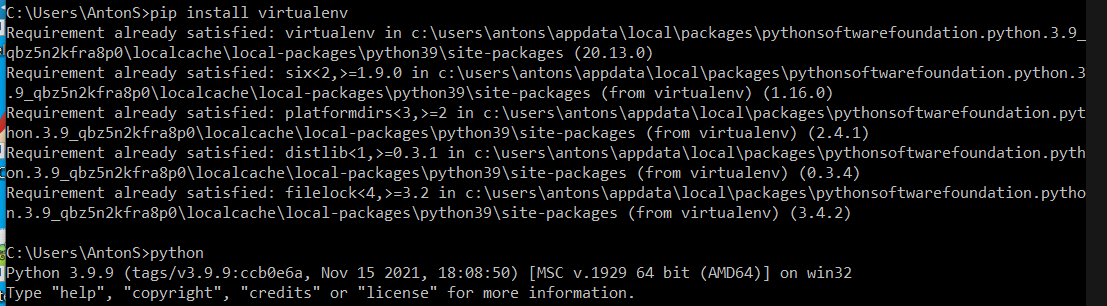 C:\Users\AntonS>pip install virtualenv
Requirement already satisfied: virtualenv in c:\users\antons\appdata\local\packages\pythonsoftwarefoundation.python.3.9_
qbz5n2kfra8p0\localcache\local-packages\python39\site-packages (20.13.0)
Requirement already satisfied: six<2,>=1.9.0 in c:\users\antons\appdata\local\packages\pythonsoftwarefoundation.python.3
.9_qbz5n2kfra8p0\localcache\local-packages\python39\site-packages (from virtualenv) (1.16.0)
Requirement already satisfied: platformdirs<3,>=2 in c:\users\antons\appdata\local\packages\pythonsoftwarefoundation.pyt
hon.3.9_qbz5n2kfra8p0\localcache\local-packages\python39\site-packages (from virtualenv) (2.4.1)
Requirement already satisfied: distlib<1,>=0.3.1 in c:\users\antons\appdata\local\packages\pythonsoftwarefoundation.pyth
on.3.9_qbz5n2kfra8p0\localcache\local-packages\python39\site-packages (from virtualenv) (0.3.4)
Requirement already satisfied: filelock<4,>=3.2 in c:\users\antons\appdata\local\packages\pythonsoftwarefoundation.pytho
n.3.9_qbz5n2kfra8p0\localcache\local-packages\python39\site-packages (from virtualenv) (3.4.2)
C:\Users\AntonS>python
Python 3.9.9 (tags/v3.9.9:ccb0e6a, Nov 15 2021, 18:08:50) [MSC v.1929 64 bit (AMD64)] on win32
Type "help", "copyright", "credits" or "license" for more information.